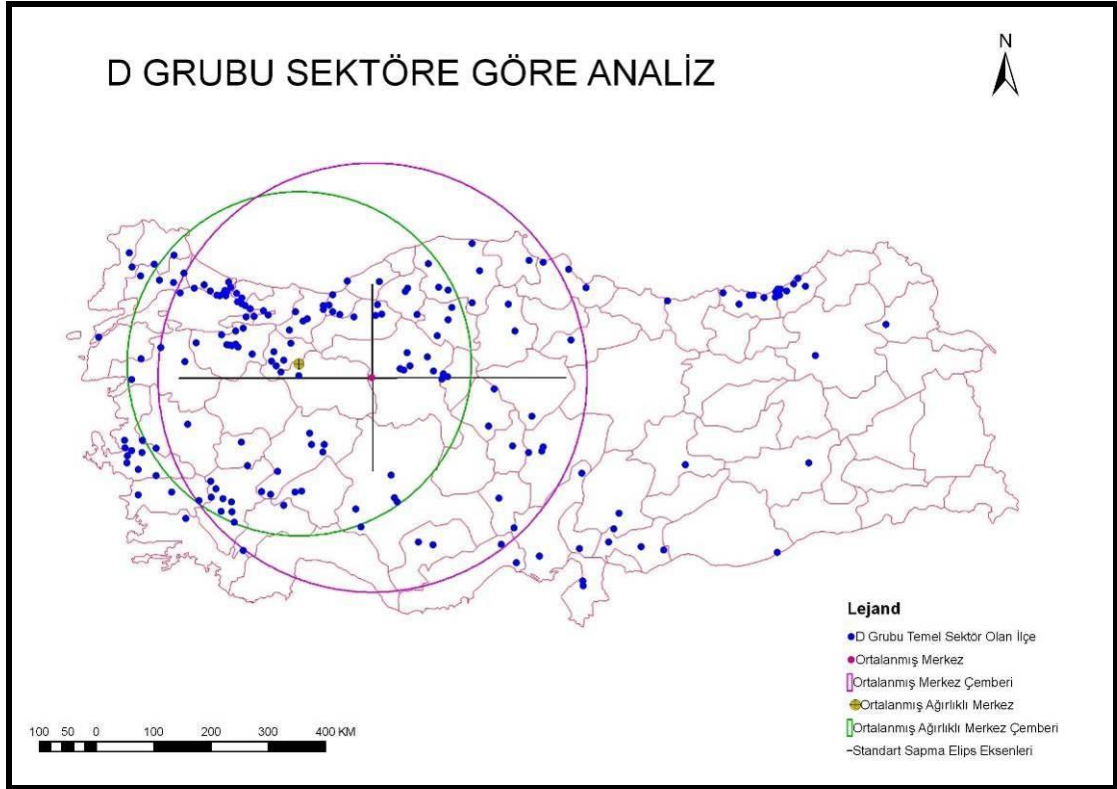 D GRUBU SEKTÖRE GÖRE ANALİZ
N
Lejand
D Grubu Temel Sektör Olan İlçe
Ortalanmış Merkez
Ortalanmış Merkez Çemberi
Ortalanmış Ağırlıklı Merkez
Ortalanmış Ağırlıklı Merkez Çemberi
Standart Sapma Elips Eksenleri
100 50 0 100 200 300 400 KM